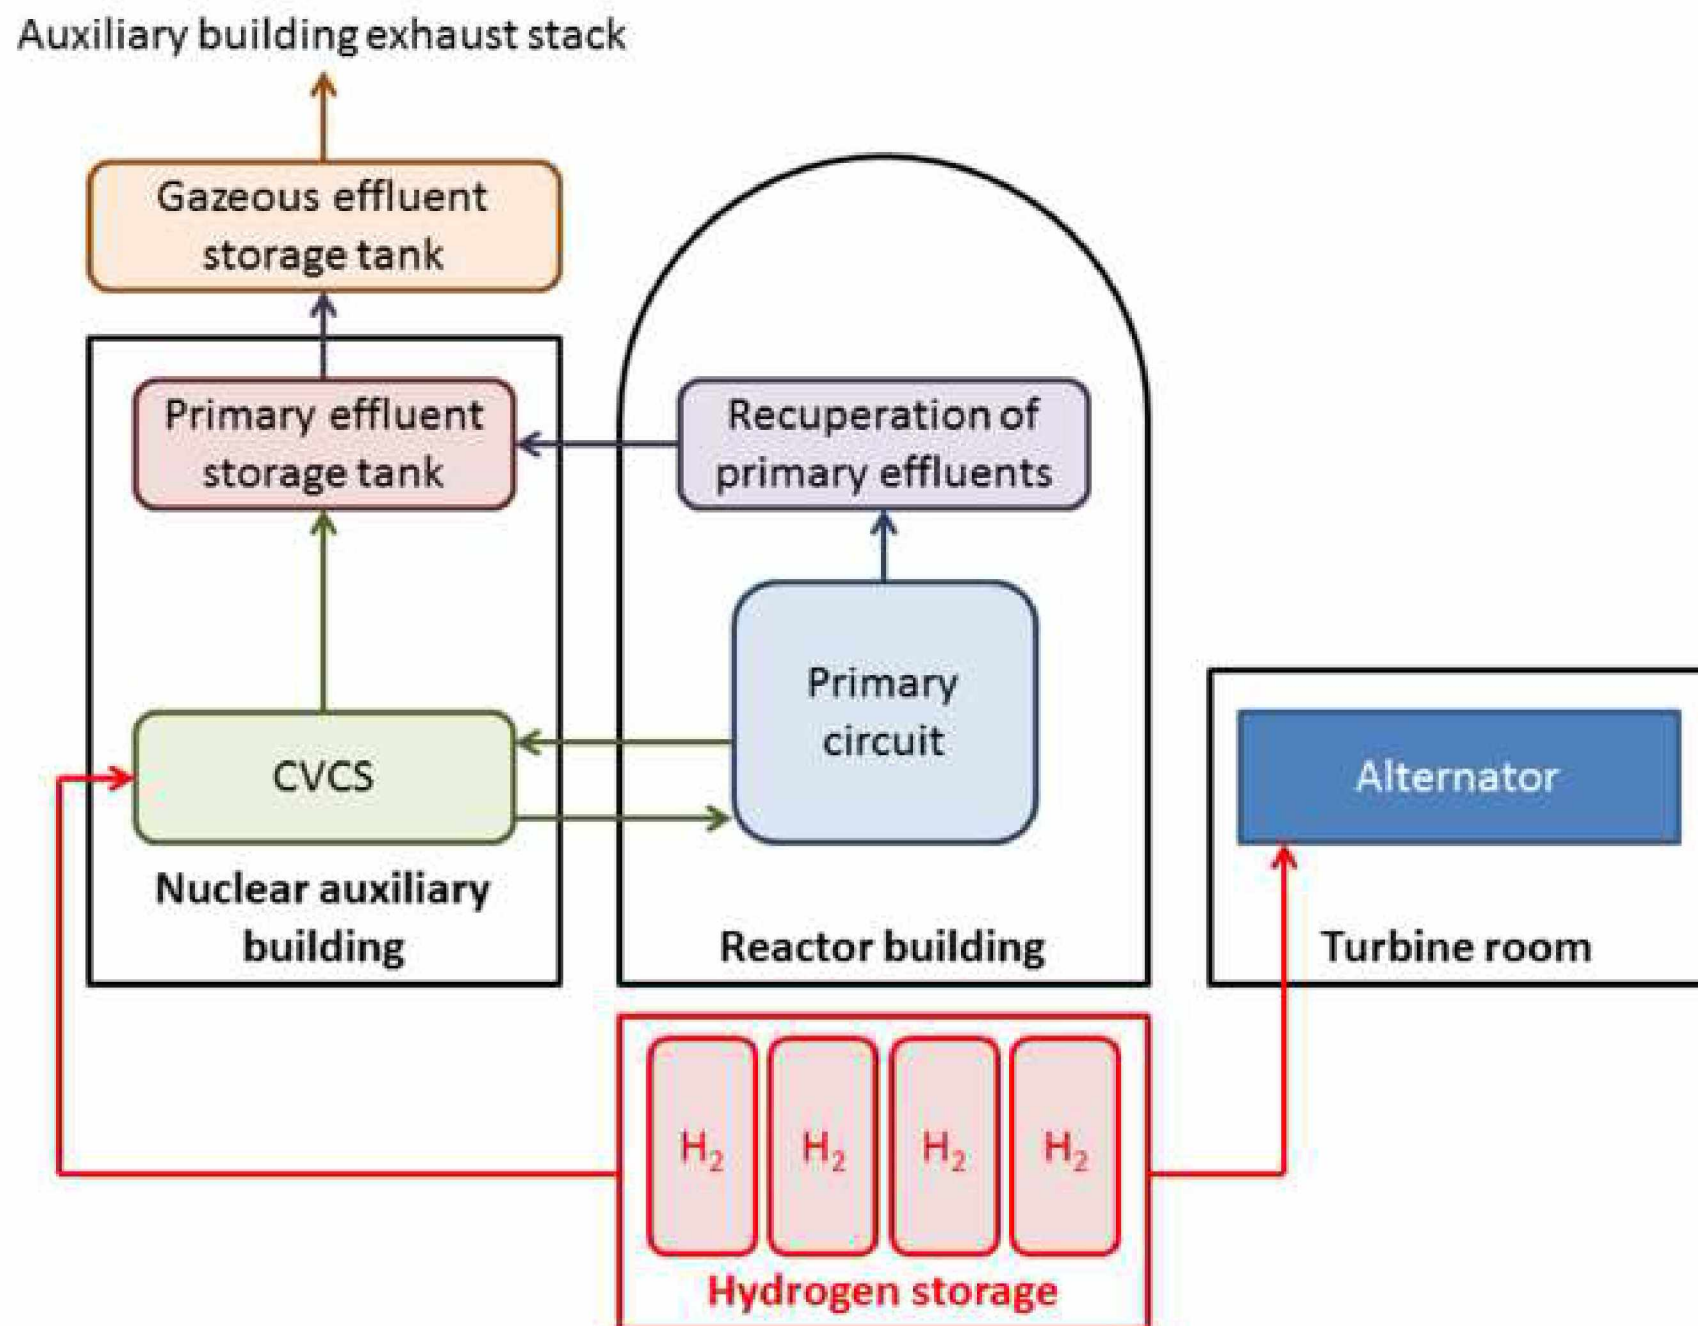 Auxiliary building exhaust stack
Gazeous effluent
storage tank
Primary effluent
storage tank
Recuperation of
primary effluents
Primary
circuit
CVCS
Alternator
Nuclear auxiliary
building
Reactor building
Turbine room
H₂
H₂
H₂
H₂
Hydrogen storage